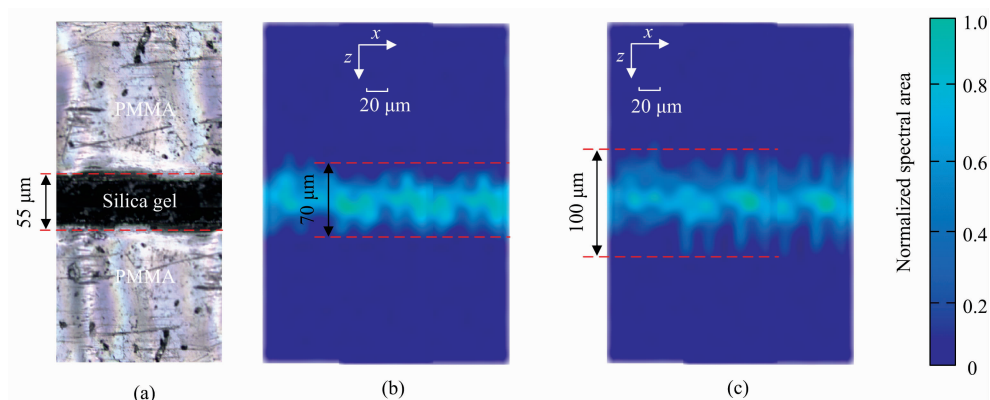 PMMA
55 μm
Silica gel
PMMA
(a)
x
z
20 μm
70 μm
(b)
x
z
20 μm
100 μm
(c)
Normalized spectral area
1.0
0.8
0.6
0.4
0.2
0